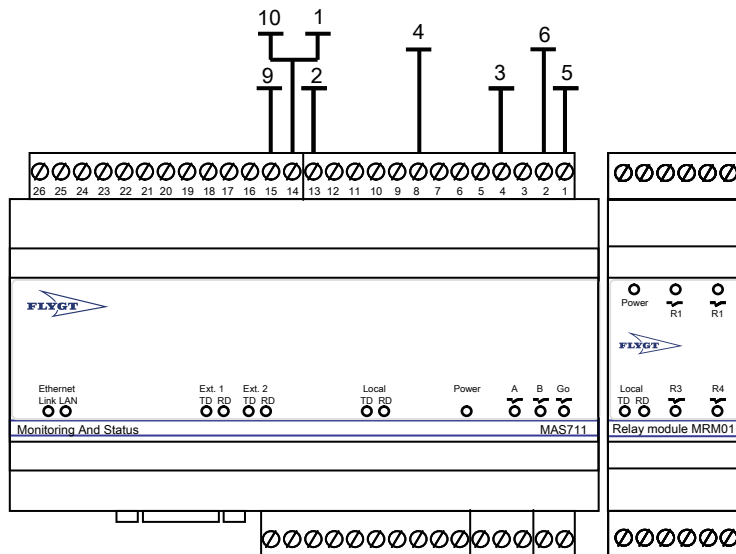 10 1
4
6
9 2
3 5
26 25 24 23 22 21 20 19 18 17 16 15 14 13 12 11 10 9 8 7 6 5 4 3 2 1
FLYGT
Ethernet
Link LAN
Ext. 1 Ext. 2
TD RD TD RD
Local
TD RD
Power
A B Go
Monitoring And Status MAS711
Power R1 R1
FLYGT
Local R3 R4
TD RD
Relay module MRM01